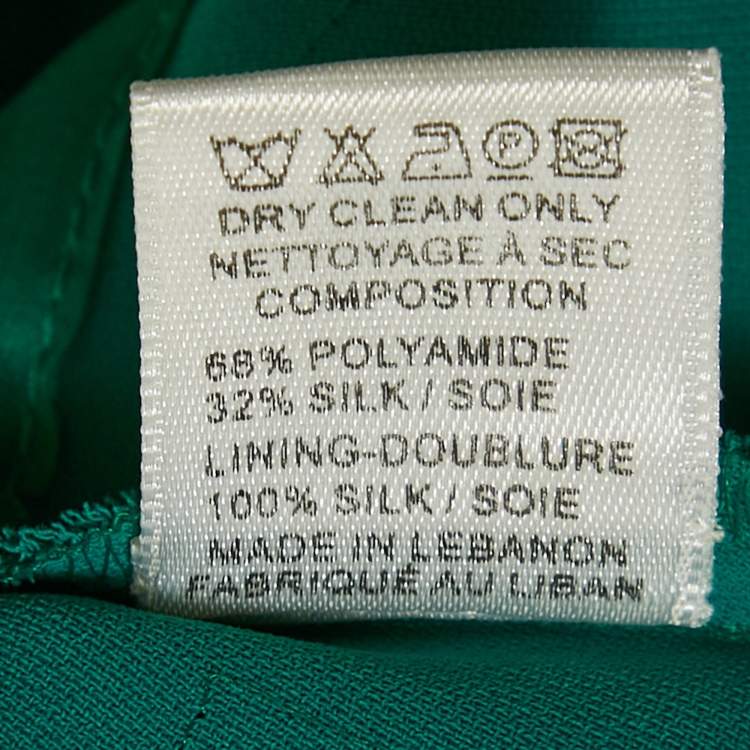 P
DRY CLEAN ONLY
NETTOYAGE À SEC
COMPOSITION
68% POLYAMIDE
32% SILK / SOIE
LINING-DOUBLURE
100% SILK / SOIE
MADE IN LEBANON
FABRIQUÉ AU LIBAN